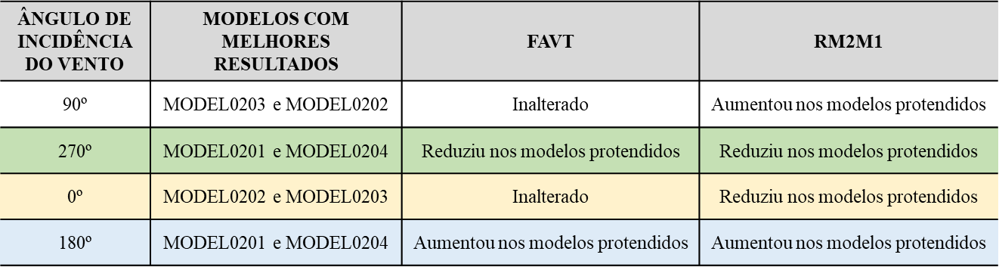 ÂNGULO DE
INCIDÊNCIA
DO VENTO
MODELOS COM
MELHORES
RESULTADOS
FAVT
RM2M1
90º
MODEL0203 e MODEL0202
Inalterado
Aumentou nos modelos protendidos
270º
MODEL0201 e MODEL0204
Reduziu nos modelos protendidos
Reduziu nos modelos protendidos
0º
MODEL0202 e MODEL0203
Inalterado
Reduziu nos modelos protendidos
180º
MODEL0201 e MODEL0204
Aumentou nos modelos protendidos
Aumentou nos modelos protendidos